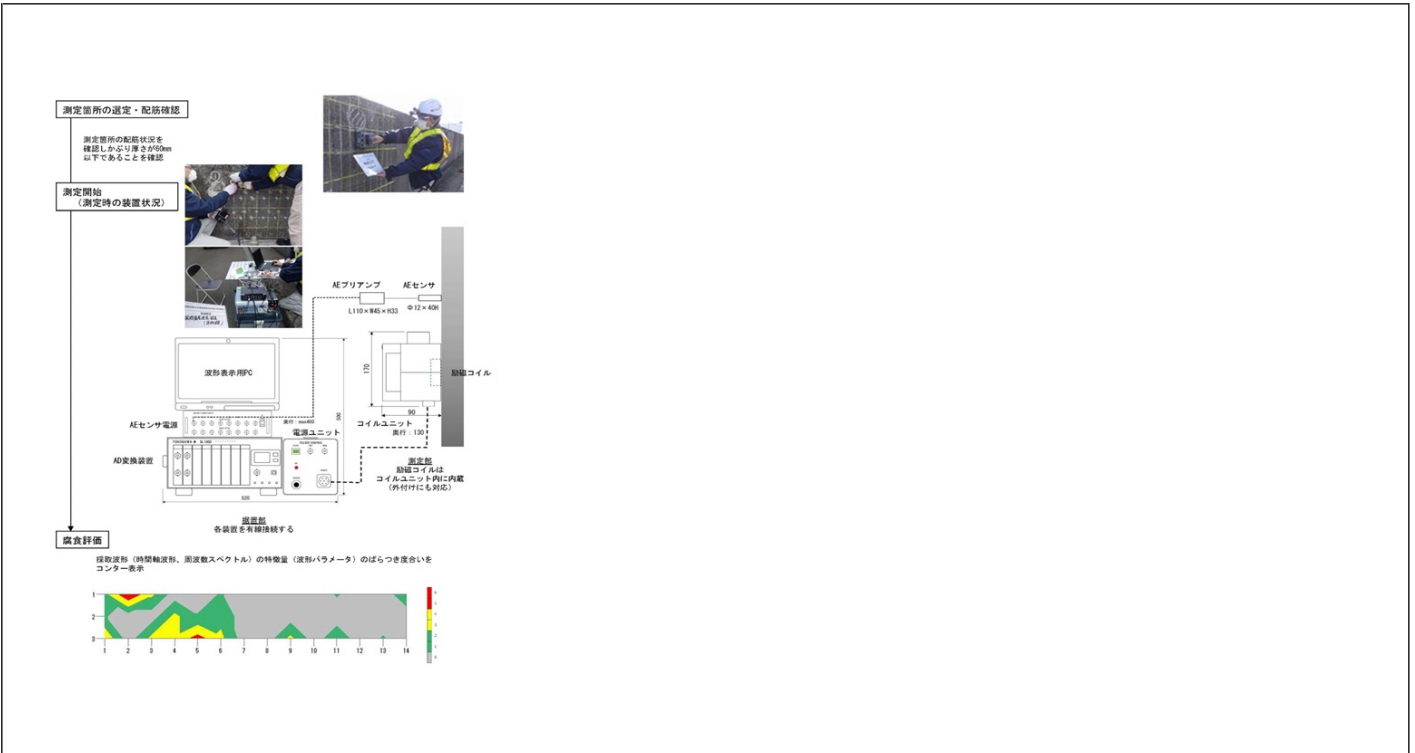 測定箇所の選定・配筋確認
測定箇所の配筋状況を
確認しかぶり厚さが60mm
以下であることを確認
測定開始
（測定時の装置状況）
AEプリアンプ
AEセンサ
L110×W45×H33
Φ12×40H
波形表示用PC
170
励磁コイル
90
AEセンサ電源
奥行：max400
コイルユニット
電源ユニット
奥行：130
AD変換装置
測定部
励磁コイルは
コイルユニット内に内蔵
（外付けにも対応）
520
据置部
各装置を有線接続する
腐食評価
採取波形（時間軸波形、周波数スペクトル）の特徴量（波形パラメータ）のばらつき度合いを
コンター表示
1
2
3
1 2 3 4 5 6 7 8 9 10 11 12 13 14